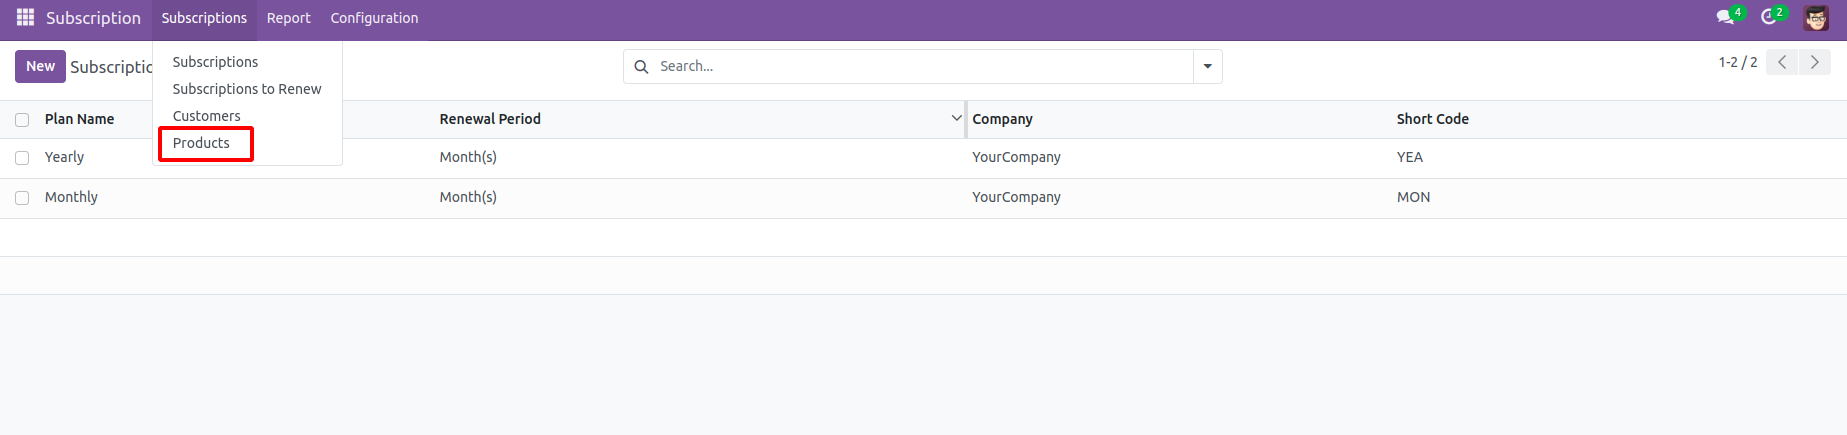 Subscription Subscriptions Report Configuration 4 2
New Subscriptio Search... 1-2 / 2
Subscriptions
Subscriptions to Renew
Customers
Products
Plan Name Renewal Period Company Short Code
Yearly Month(s) YourCompany YEA
Monthly Month(s) YourCompany MON